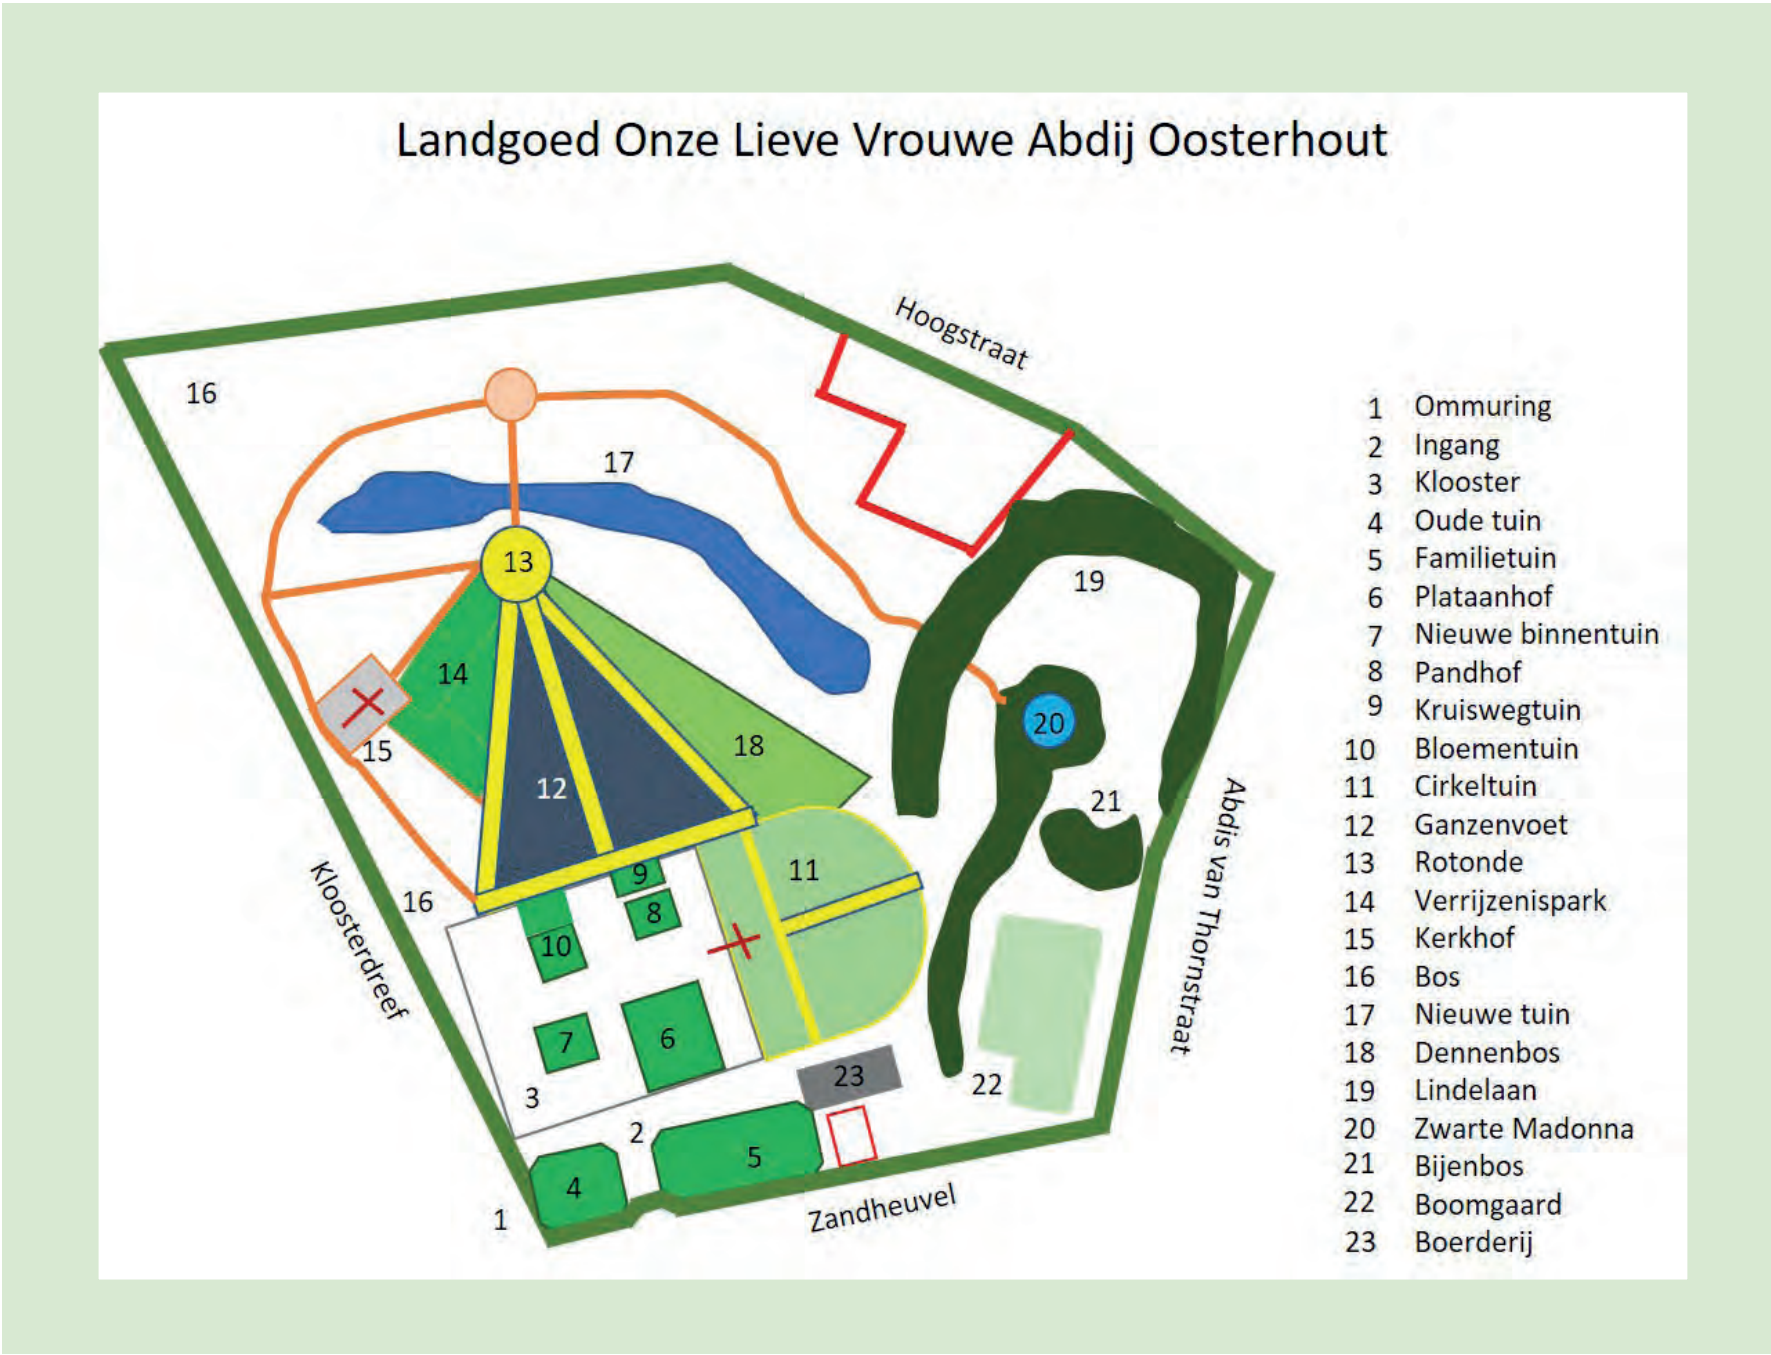 Landgoed Onze Lieve Vrouwe Abdij Oosterhout
Hoogstraat
16
17
13
19
14
20
15
18
12
21
11
Abdis van Thornstraat
Kloosterdreef
16
9
8
10
7
6
3
23
22
2
5
4
1
Zandheuvel
1 Ommuring
2 Ingang
3 Klooster
4 Oude tuin
5 Familietuin
6 Plataanhof
7 Nieuwe binnentuin
8 Pandhof
9 Kruiswegtuin
10 Bloementuin
11 Cirkeltuin
12 Ganzenvoet
13 Rotonde
14 Verrijzenispark
15 Kerkhof
16 Bos
17 Nieuwe tuin
18 Dennenbos
19 Lindelaan
20 Zwarte Madonna
21 Bijenbos
22 Boomgaard
23 Boerderij